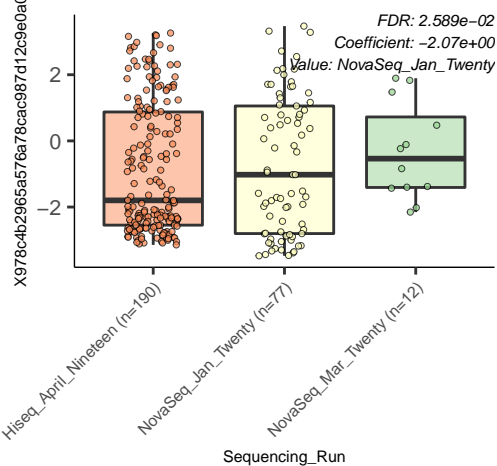 FDR: 2.589e−02
Coefficient: −2.07e+00
Value: NovaSeq_Jan_Twenty
X978c4b2965a576a78cac987d12c9e0a0
2
0
−2
Hiseq_April_Nineteen (n=190)
NovaSeq_Jan_Twenty (n=77)
NovaSeq_Mar_Twenty (n=12)
Sequencing_Run